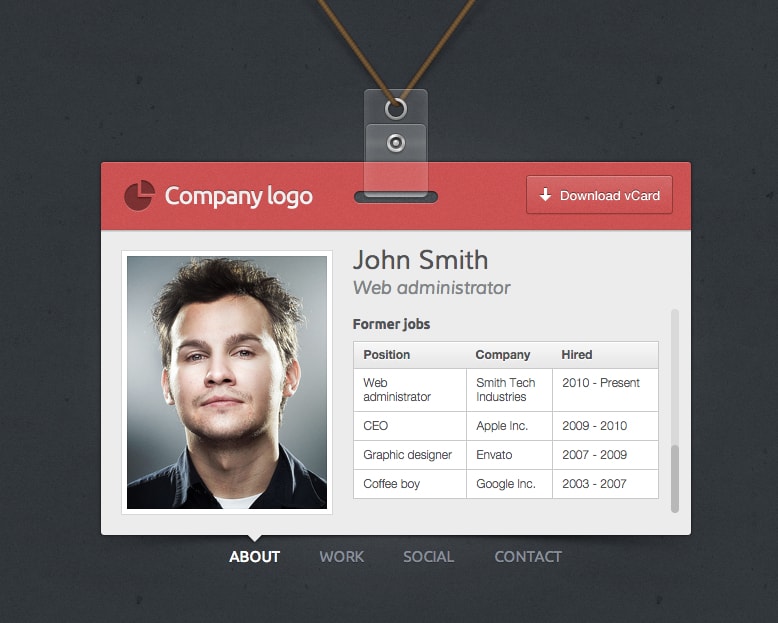 Company logo
Download vCard
John Smith
Web administrator
Former jobs
Position Company Hired
Web administrator Smith Tech Industries 2010 - Present
CEO Apple Inc. 2009 - 2010
Graphic designer Envato 2007 - 2009
Coffee boy Google Inc. 2003 - 2007
ABOUT WORK SOCIAL CONTACT